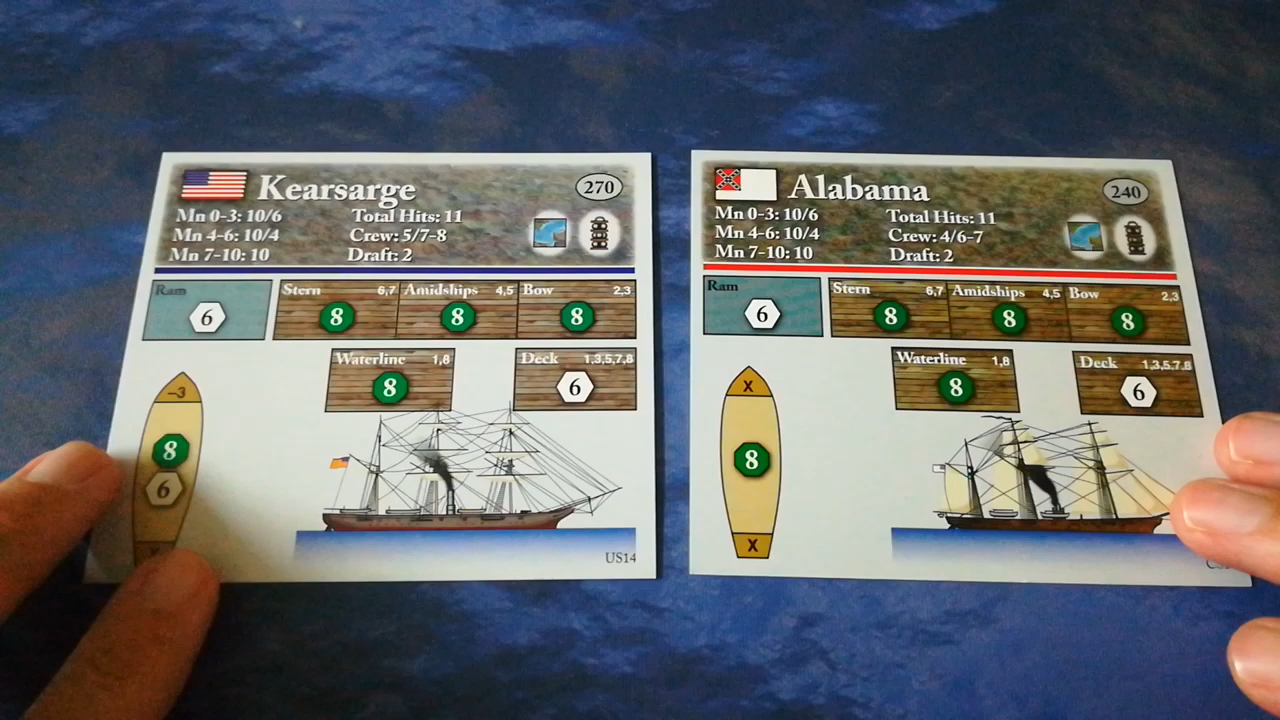 Kearsarge 270
Mn 0-3: 10/6 Total Hits: 11
Mn 4-6: 10/4 Crew: 5/7-8
Mn 7-10: 10 Draft: 2
Ram Stern 6,7 Amidships 4,5 Bow 2,3
6 8 8 8
Waterline 1,8 Deck 1,3,5,7,8
8 6
-3
8
6
X
US14
Alabama 240
Mn 0-3: 10/6 Total Hits: 11
Mn 4-6: 10/4 Crew: 4/6-7
Mn 7-10: 10 Draft: 2
Ram Stern 6,7 Amidships 4,5 Bow 2,3
6 8 8 8
Waterline 1,8 Deck 1,3,5,7,8
8 6
X
8
X